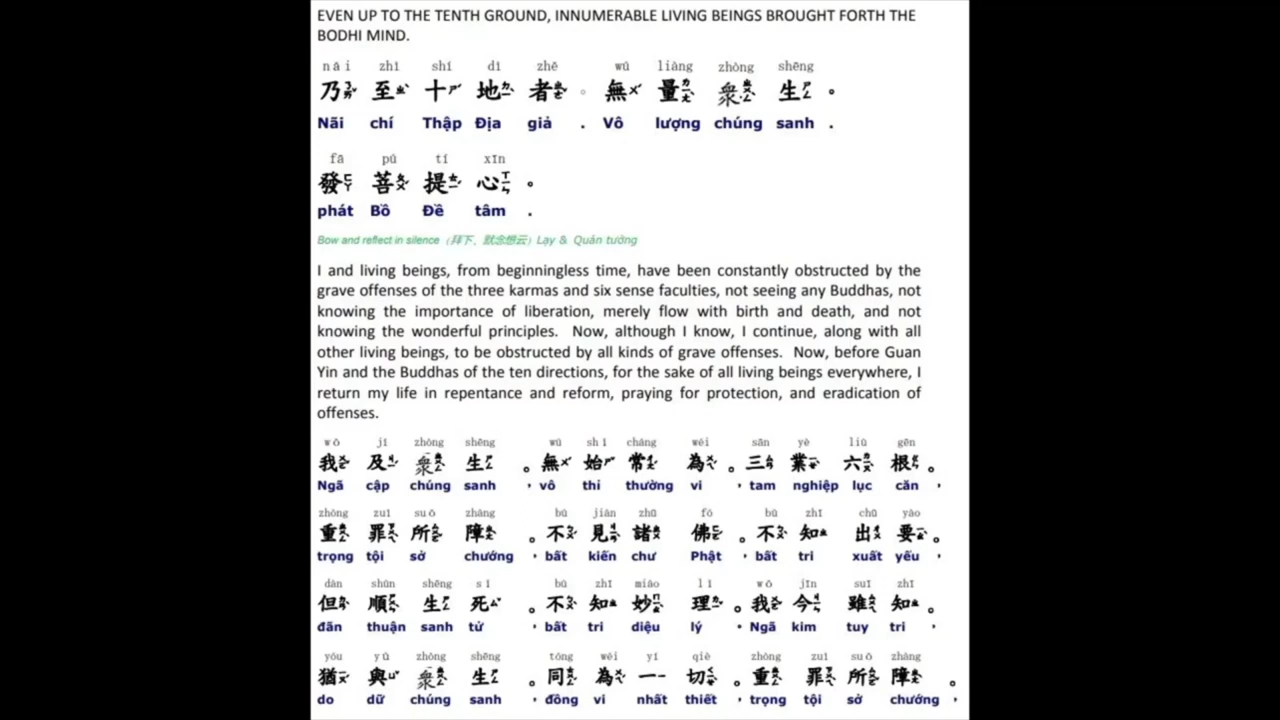 EVEN UP TO THE TENTH GROUND, INNUMERABLE LIVING BEINGS BROUGHT FORTH THE
BODHI MIND.
nǎi zhì shí dì zhě wú liàng zhòng shēng
乃 至 十 地 者 。 無 量 衆 生 。
Nãi chí Thập Địa giả . Vô lượng chúng sanh .
fā pú tí xīn
發 菩 提 心 。
phát Bồ Đề tâm .
Bow and reflect in silence（拜下、默念想云）Lạy & Quán tưởng
I and living beings, from beginningless time, have been constantly obstructed by the
grave offenses of the three karmas and six sense faculties, not seeing any Buddhas, not
knowing the importance of liberation, merely flow with birth and death, and not
knowing the wonderful principles. Now, although I know, I continue, along with all
other living beings, to be obstructed by all kinds of grave offenses. Now, before Guan
Yin and the Buddhas of the ten directions, for the sake of all living beings everywhere, I
return my life in repentance and reform, praying for protection, and eradication of
offenses.
wǒ jí zhòng shēng wú shǐ cháng wéi sān yè liù gēn
我 及 衆 生 。 無 始 常 為 。 三 業 六 根 。
Ngã cập chúng sanh , vô thỉ thường vi , tam nghiệp lục căn ,
zhòng zuì suǒ zhàng bú jiàn zhū fó bù zhī chū yào
重 罪 所 障 。 不 見 諸 佛 。 不 知 出 要 。
trọng tội sở chướng , bất kiến chư Phật , bất tri xuất yếu ,
dàn shùn shēng sǐ bù zhī miào lǐ wǒ jīn suī zhī
但 順 生 死 。 不 知 妙 理 。 我 今 雖 知 。
đãn thuận sanh tử , bất tri diệu lý . Ngã kim tuy tri ,
yóu yǔ zhòng shēng tóng wéi yí qiè zhòng zuì suǒ zhàng
猶 與 衆 生 。 同 為 一 切 。 重 罪 所 障 。
do dữ chúng sanh , đồng vi nhất thiết , trọng tội sở chướng ,